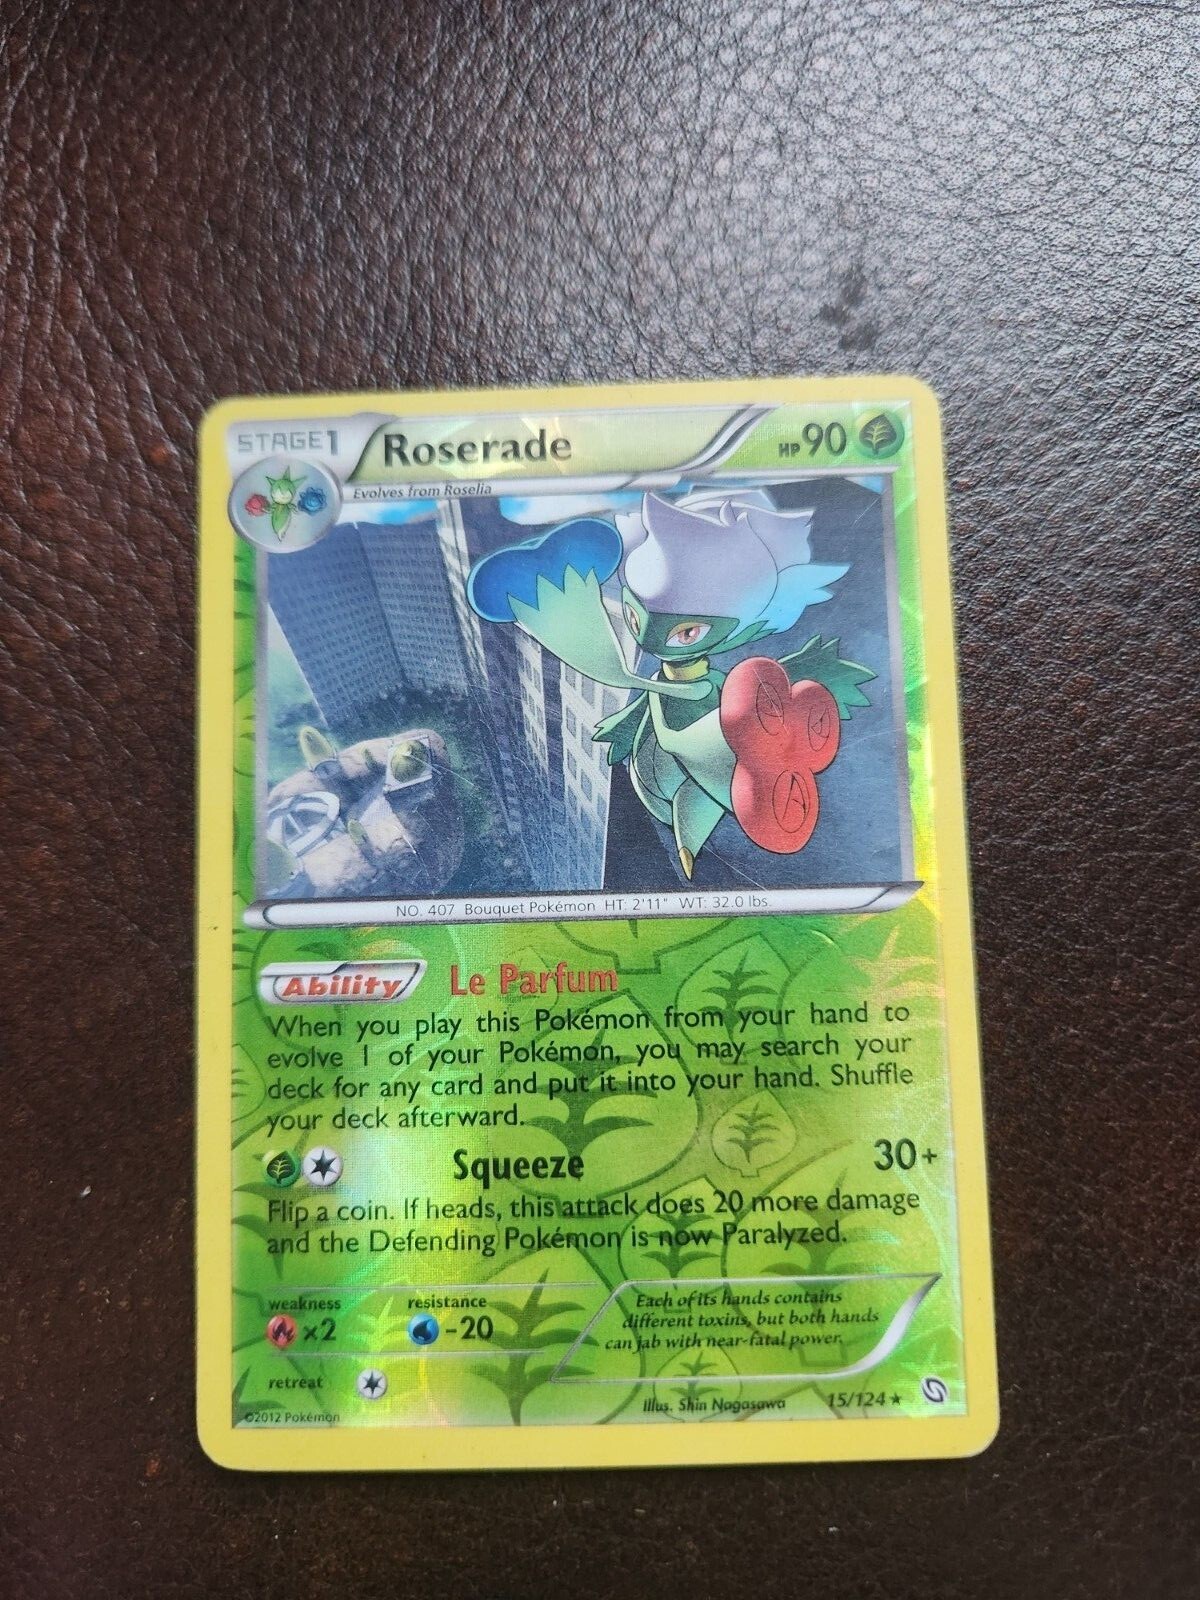 STAGE1 Roserade HP 90
Evolves from Roselia
NO. 407 Bouquet Pokémon HT: 2'11" WT: 32.0 lbs.
Ability Le Parfum
When you play this Pokémon from your hand to
evolve 1 of your Pokémon, you may search your
deck for any card and put it into your hand. Shuffle
your deck afterward.
Squeeze 30+
Flip a coin. If heads, this attack does 20 more damage
and the Defending Pokémon is now Paralyzed.
weakness resistance
×2 -20
retreat
Each of its hands contains
different toxins, but both hands
can jab with near-fatal power.
Illus. Shin Nagasawa 15/124 ★
©2012 Pokémon